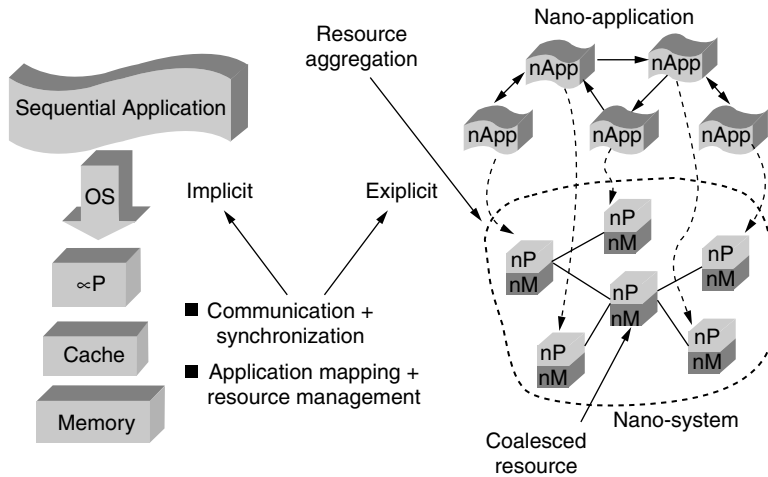 Sequential Application
OS
∝P
Cache
Memory
Implicit
Exiplicit
■ Communication +
synchronization
■ Application mapping +
resource management
Resource
aggregation
Nano-application
nApp
nApp
nApp
nApp
nApp
nP
nM
nP
nM
nP
nM
nP
nM
nP
nM
nP
nM
Nano-system
Coalesced
resource